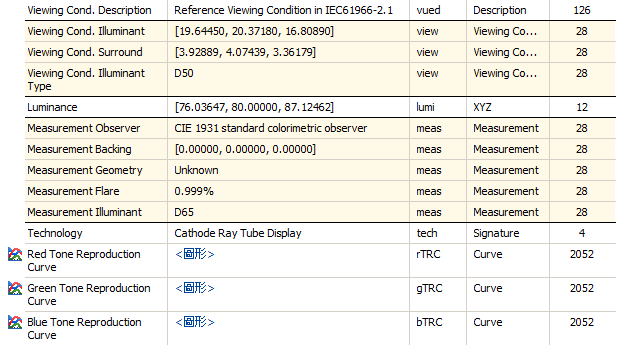 Viewing Cond. Description Reference Viewing Condition in IEC61966-2.1 vued Description 126
Viewing Cond. Illuminant [19.64450, 20.37180, 16.80890] view Viewing Co... 28
Viewing Cond. Surround [3.92889, 4.07439, 3.36179] view Viewing Co... 28
Viewing Cond. Illuminant D50 view Viewing Co... 28
Type
Luminance [76.03647, 80.00000, 87.12462] lumi XYZ 12
Measurement Observer CIE 1931 standard colorimetric observer meas Measurement 28
Measurement Backing [0.00000, 0.00000, 0.00000] meas Measurement 28
Measurement Geometry Unknown meas Measurement 28
Measurement Flare 0.999% meas Measurement 28
Measurement Illuminant D65 meas Measurement 28
Technology Cathode Ray Tube Display tech Signature 4
Red Tone Reproduction <圖形> rTRC Curve 2052
Curve
Green Tone Reproduction <圖形> gTRC Curve 2052
Curve
Blue Tone Reproduction <圖形> bTRC Curve 2052
Curve